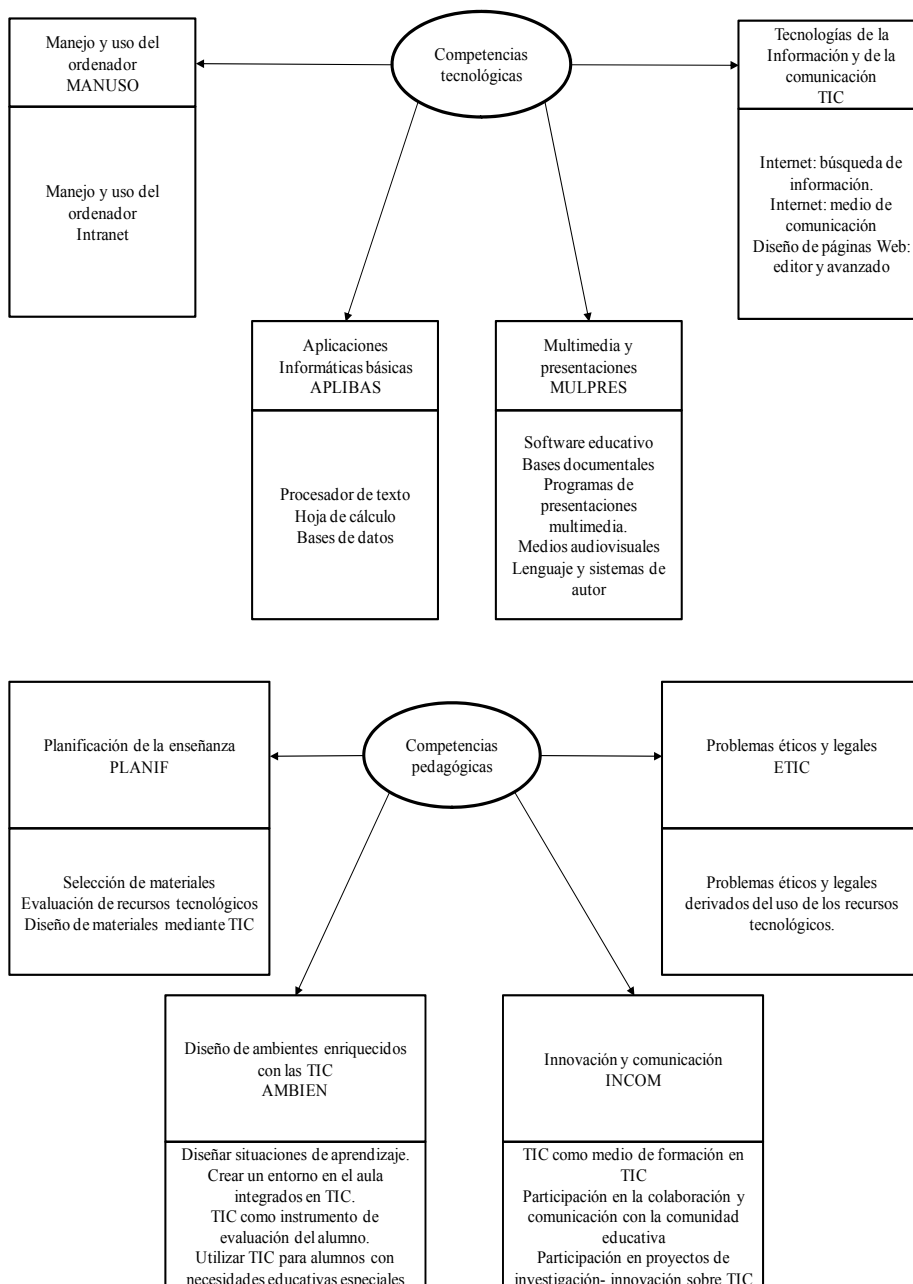 Competencias
tecnológicas
Manejo y uso del
ordenador
MANUSO
Manejo y uso del
ordenador
Intranet
Tecnologías de la
Información y de la
comunicación
TIC
Internet: búsqueda de
información.
Internet: medio de
comunicación
Diseño de páginas Web:
editor y avanzado
Aplicaciones
Informáticas básicas
APLIBAS
Procesador de texto
Hoja de cálculo
Bases de datos
Multimedia y
presentaciones
MULPRES
Software educativo
Bases documentales
Programas de
presentaciones
multimedia.
Medios audiovisuales
Lenguaje y sistemas de
autor
Competencias
pedagógicas
Planificación de la enseñanza
PLANIF
Selección de materiales
Evaluación de recursos tecnológicos
Diseño de materiales mediante TIC
Problemas éticos y legales
ETIC
Problemas éticos y legales
derivados del uso de los recursos
tecnológicos.
Diseño de ambientes enriquecidos
con las TIC
AMBIEN
Diseñar situaciones de aprendizaje.
Crear un entorno en el aula
integrados en TIC.
TIC como instrumento de
evaluación del alumno.
Utilizar TIC para alumnos con
necesidades educativas especiales
Innovación y comunicación
INCOM
TIC como medio de formación en
TIC
Participación en la colaboración y
comunicación con la comunidad
educativa
Participación en proyectos de
investigación- innovación sobre TIC